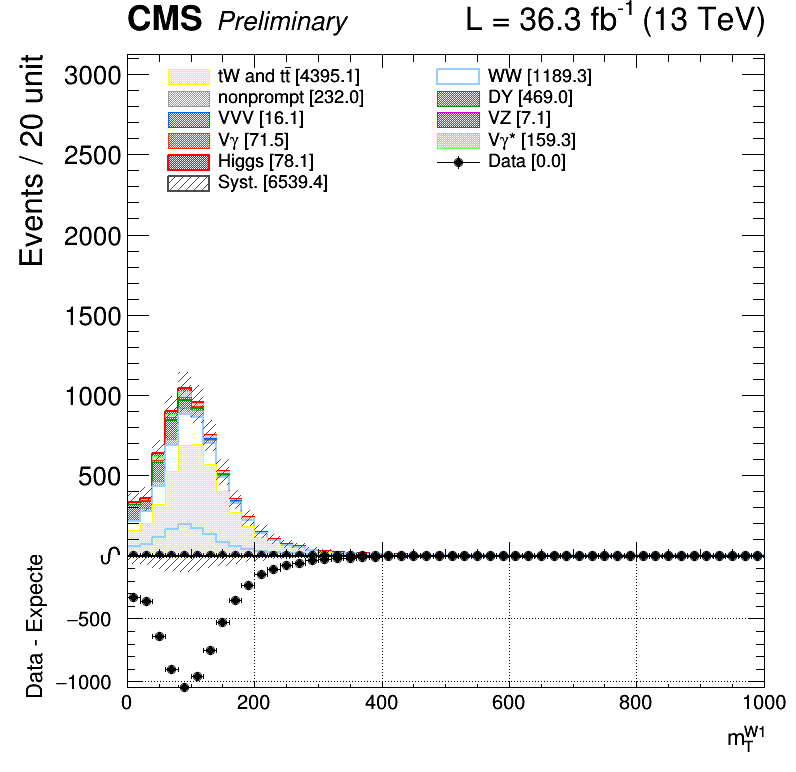 CMS Preliminary L = 36.3 fb⁻¹ (13 TeV)
Events / 20 unit
3000
2500
2000
1500
1000
500
0
tW and tt̄ [4395.1]
nonprompt [232.0]
VVV [16.1]
Vγ [71.5]
Higgs [78.1]
Syst. [6539.4]
WW [1189.3]
DY [469.0]
VZ [7.1]
Vγ* [159.3]
Data [0.0]
Data - Expecte
−500
−1000
0 200 400 600 800 1000
m_T^W1